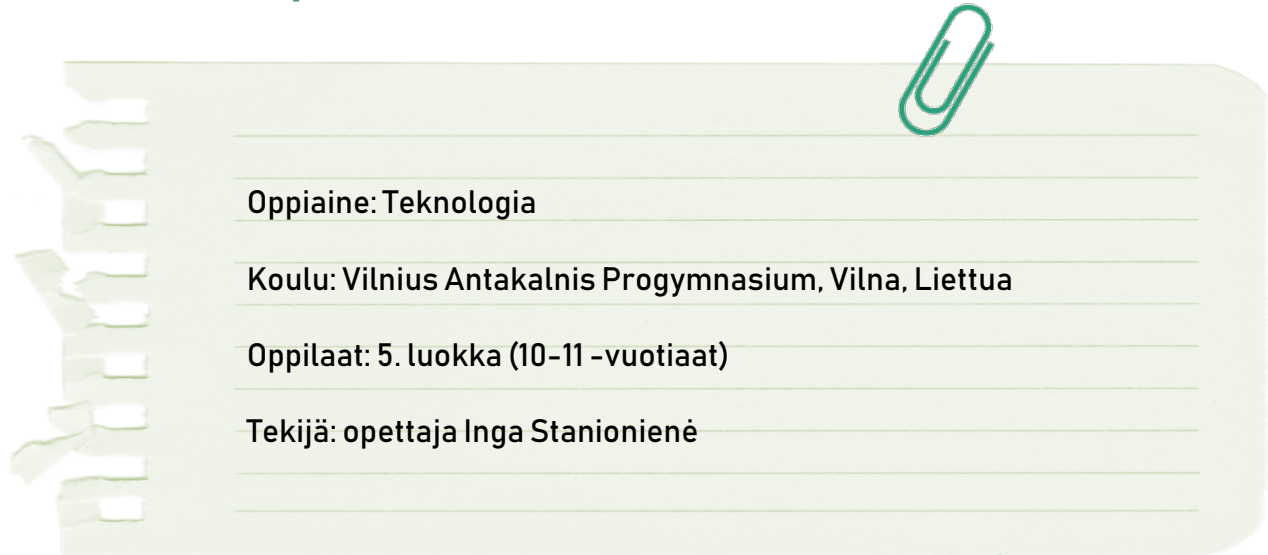 Oppiaine: Teknologia
Koulu: Vilnius Antakalnis Progymnasium, Vilna, Liettua
Oppilaat: 5. luokka (10-11 -vuotiaat)
Tekijä: opettaja Inga Stanionienė